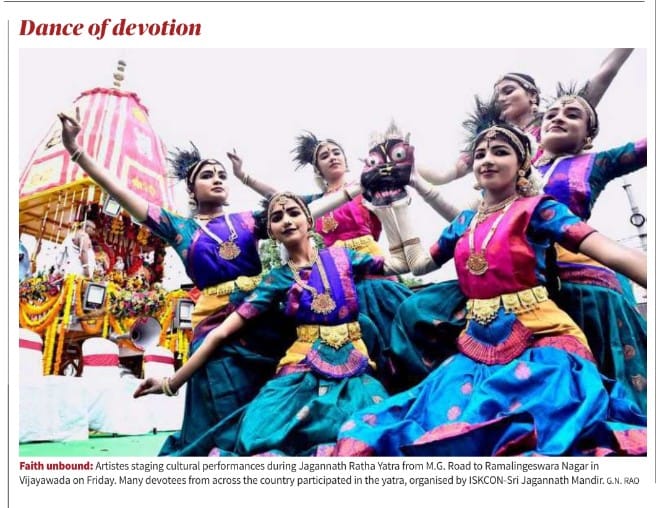 Dance of devotion
Faith unbound: Artistes staging cultural performances during Jagannath Ratha Yatra from M.G. Road to Ramalingeswara Nagar in
Vijayawada on Friday. Many devotees from across the country participated in the yatra, organised by ISKCON-Sri Jagannath Mandir. G.N. RAO